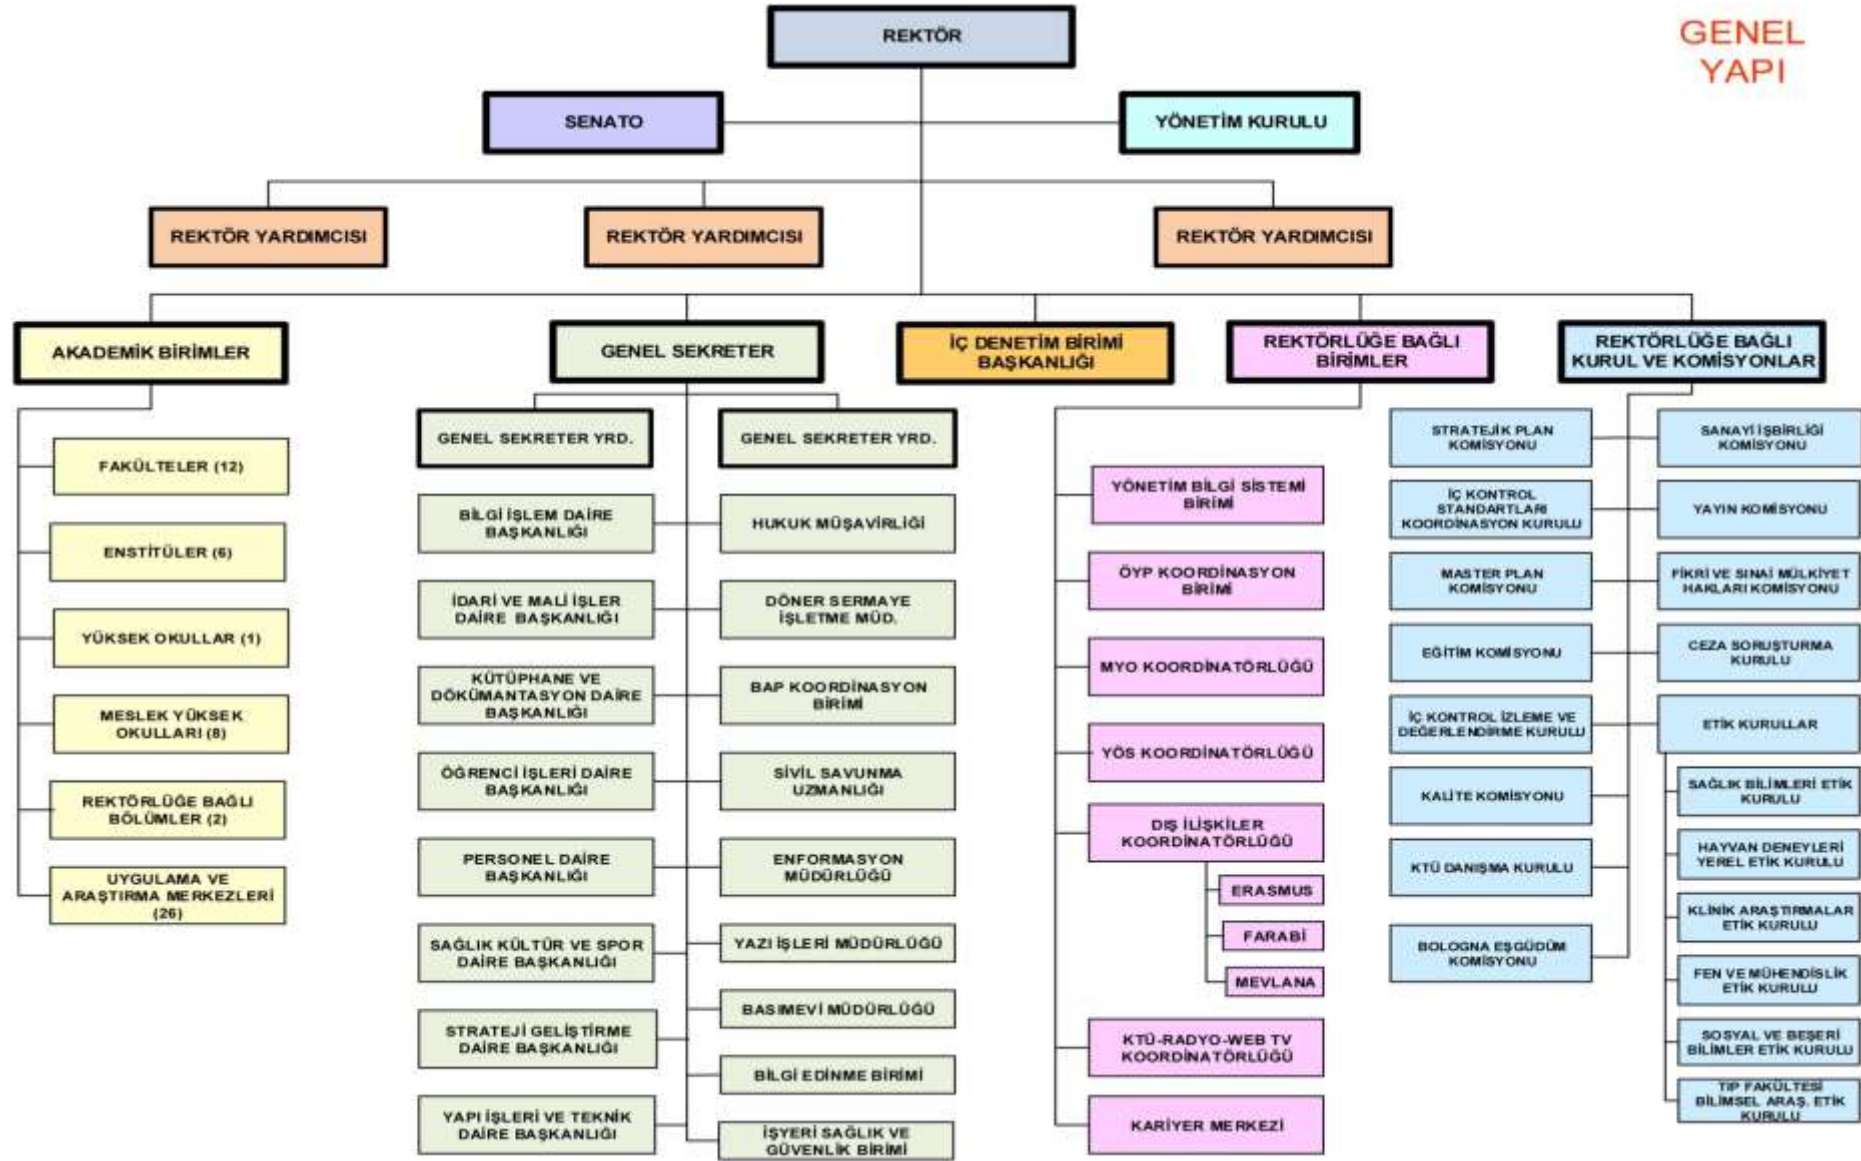 GENEL
YAPI
REKTÖR
SENATO
YÖNETİM KURULU
REKTÖR YARDIMCISI
REKTÖR YARDIMCISI
REKTÖR YARDIMCISI
AKADEMİK BİRİMLER
FAKÜLTELER (12)
ENSTİTÜLER (6)
YÜKSEK OKULLAR (1)
MESLEK YÜKSEK
OKULLARI (8)
REKTÖRLÜĞE BAĞLI
BÖLÜMLER (2)
UYGULAMA VE
ARAŞTIRMA MERKEZLERİ
(26)
GENEL SEKRETER
GENEL SEKRETER YRD.
BİLGİ İŞLEM DAİRE
BAŞKANLIĞI
İDARİ VE MALİ İŞLER
DAİRE BAŞKANLIĞI
KÜTÜPHANE VE
DÖKÜMANTASYON DAİRE
BAŞKANLIĞI
ÖĞRENCİ İŞLERİ DAİRE
BAŞKANLIĞI
PERSONEL DAİRE
BAŞKANLIĞI
SAĞLIK KÜLTÜR VE SPOR
DAİRE BAŞKANLIĞI
STRATEJİ GELİŞTİRME
DAİRE BAŞKANLIĞI
YAPI İŞLERİ VE TEKNİK
DAİRE BAŞKANLIĞI
GENEL SEKRETER YRD.
HUKUK MÜŞAVİRLİĞİ
DÖNER SERMAYE
İŞLETME MÜD.
BAP KOORDİNASYON
BİRİMİ
SİVİL SAVUNMA
UZMANLIĞI
ENFORMASYON
MÜDÜRLÜĞÜ
YAZI İŞLERİ MÜDÜRLÜĞÜ
BASIMEVİ MÜDÜRLÜĞÜ
BİLGİ EDİNME BİRİMİ
İŞYERİ SAĞLIK VE
GÜVENLİK BİRİMİ
İÇ DENETİM BİRİMİ
BAŞKANLIĞI
REKTÖRLÜĞE BAĞLI
BİRİMLER
YÖNETİM BİLGİ SİSTEMİ
BİRİMİ
ÖYP KOORDİNASYON
BİRİMİ
MYO KOORDİNATÖRLÜĞÜ
YÖS KOORDİNATÖRLÜĞÜ
DIŞ İLİŞKİLER
KOORDİNATÖRLÜĞÜ
ERASMUS
FARABİ
MEVLANA
KTÜ-RADYO-WEB TV
KOORDİNATÖRLÜĞÜ
KARİYER MERKEZİ
REKTÖRLÜĞE BAĞLI
KURUL VE KOMİSYONLAR
STRATEJİK PLAN
KOMİSYONU
İÇ KONTROL
STANDARTLARI
KOORDİNASYON KURULU
MASTER PLAN
KOMİSYONU
EĞİTİM KOMİSYONU
İÇ KONTROL İZLEME VE
DEĞERLENDİRME KURULU
KALİTE KOMİSYONU
KTÜ DANIŞMA KURULU
BOLOGNA EŞGÜDÜM
KOMİSYONU
SANAYİ İŞBİRLİĞİ
KOMİSYONU
YAYIN KOMİSYONU
FİKRİ VE SINAİ MÜLKİYET
HAKLARI KOMİSYONU
CEZA SORUŞTURMA
KURULU
ETİK KURULLAR
SAĞLIK BİLİMLERİ ETİK
KURULU
HAYVAN DENEYLERİ
YEREL ETİK KURULU
KLİNİK ARAŞTIRMALAR
ETİK KURULU
FEN VE MÜHENDİSLİK
ETİK KURULU
SOSYAL VE BEŞERİ
BİLİMLER ETİK KURULU
TIP FAKÜLTESİ
BİLİMSEL ARAŞ. ETİK
KURULU